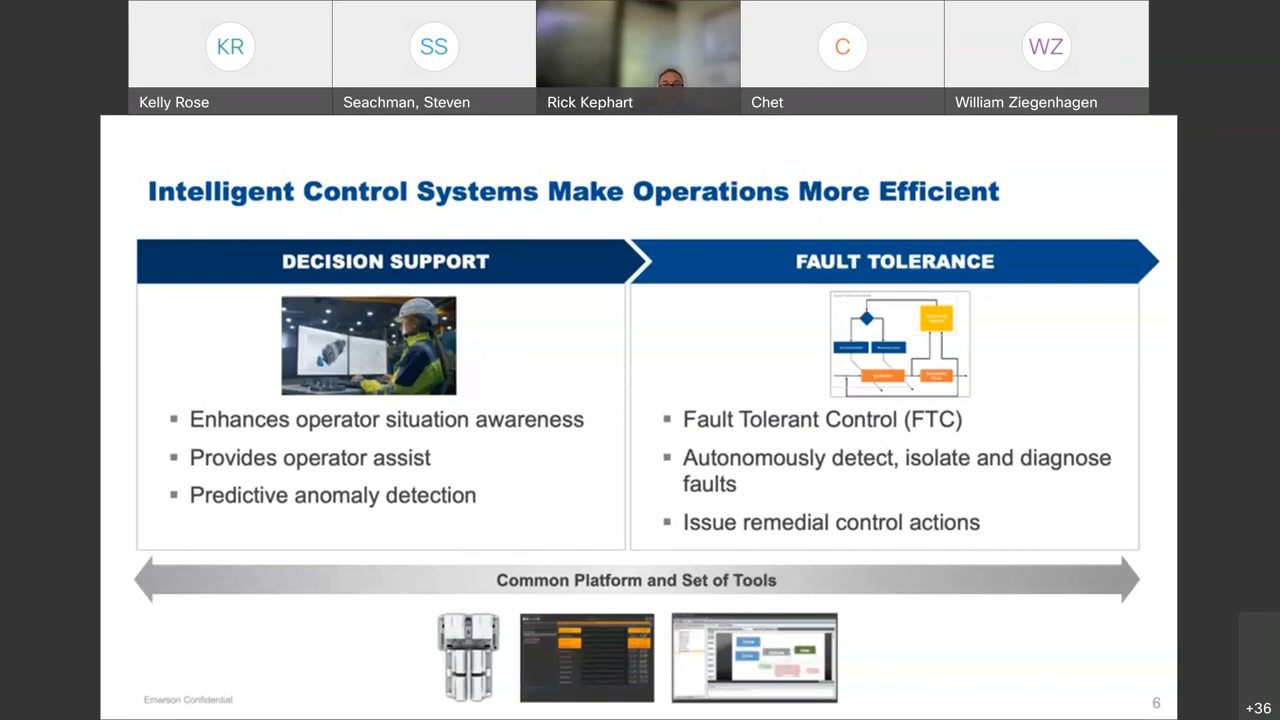 KR
SS
C
WZ
Kelly Rose
Seachman, Steven
Rick Kephart
Chet
William Ziegenhagen
Intelligent Control Systems Make Operations More Efficient
DECISION SUPPORT
FAULT TOLERANCE
▪ Enhances operator situation awareness
▪ Provides operator assist
▪ Predictive anomaly detection
▪ Fault Tolerant Control (FTC)
▪ Autonomously detect, isolate and diagnose
faults
▪ Issue remedial control actions
Common Platform and Set of Tools
Emerson Confidential
6
+36